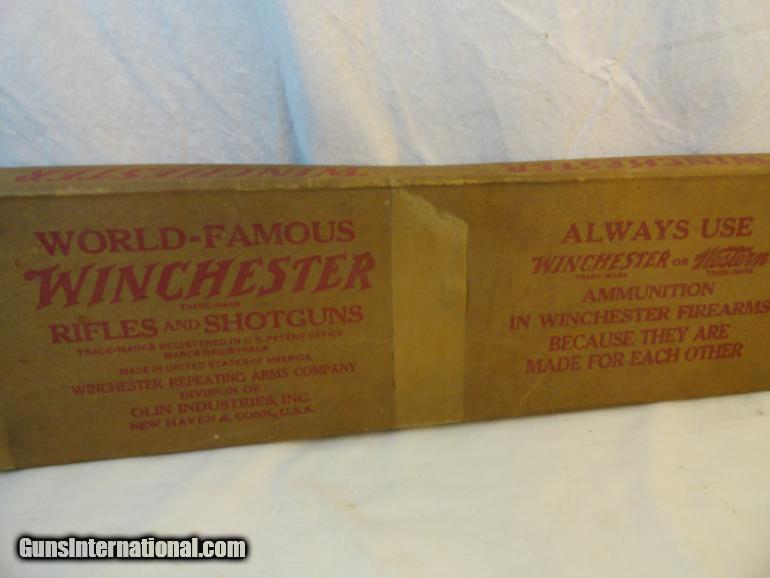 WINCHESTER WINCHESTER WINCHESTER WINCHESTER
WORLD-FAMOUS
WINCHESTER
TRADE-MARK
RIFLES AND SHOTGUNS
TRADE-MARKS REGISTERED IN U.S. PATENT OFFICE
MARCA REGISTRADA
MADE IN UNITED STATES OF AMERICA
WINCHESTER REPEATING ARMS COMPANY
DIVISION OF
OLIN INDUSTRIES, INC.
NEW HAVEN 4, CONN., U.S.A.
ALWAYS USE
WINCHESTER OR Western
TRADE-MARK TRADE-MARK
AMMUNITION
IN WINCHESTER FIREARMS
BECAUSE THEY ARE
MADE FOR EACH OTHER
GunsInternational.com